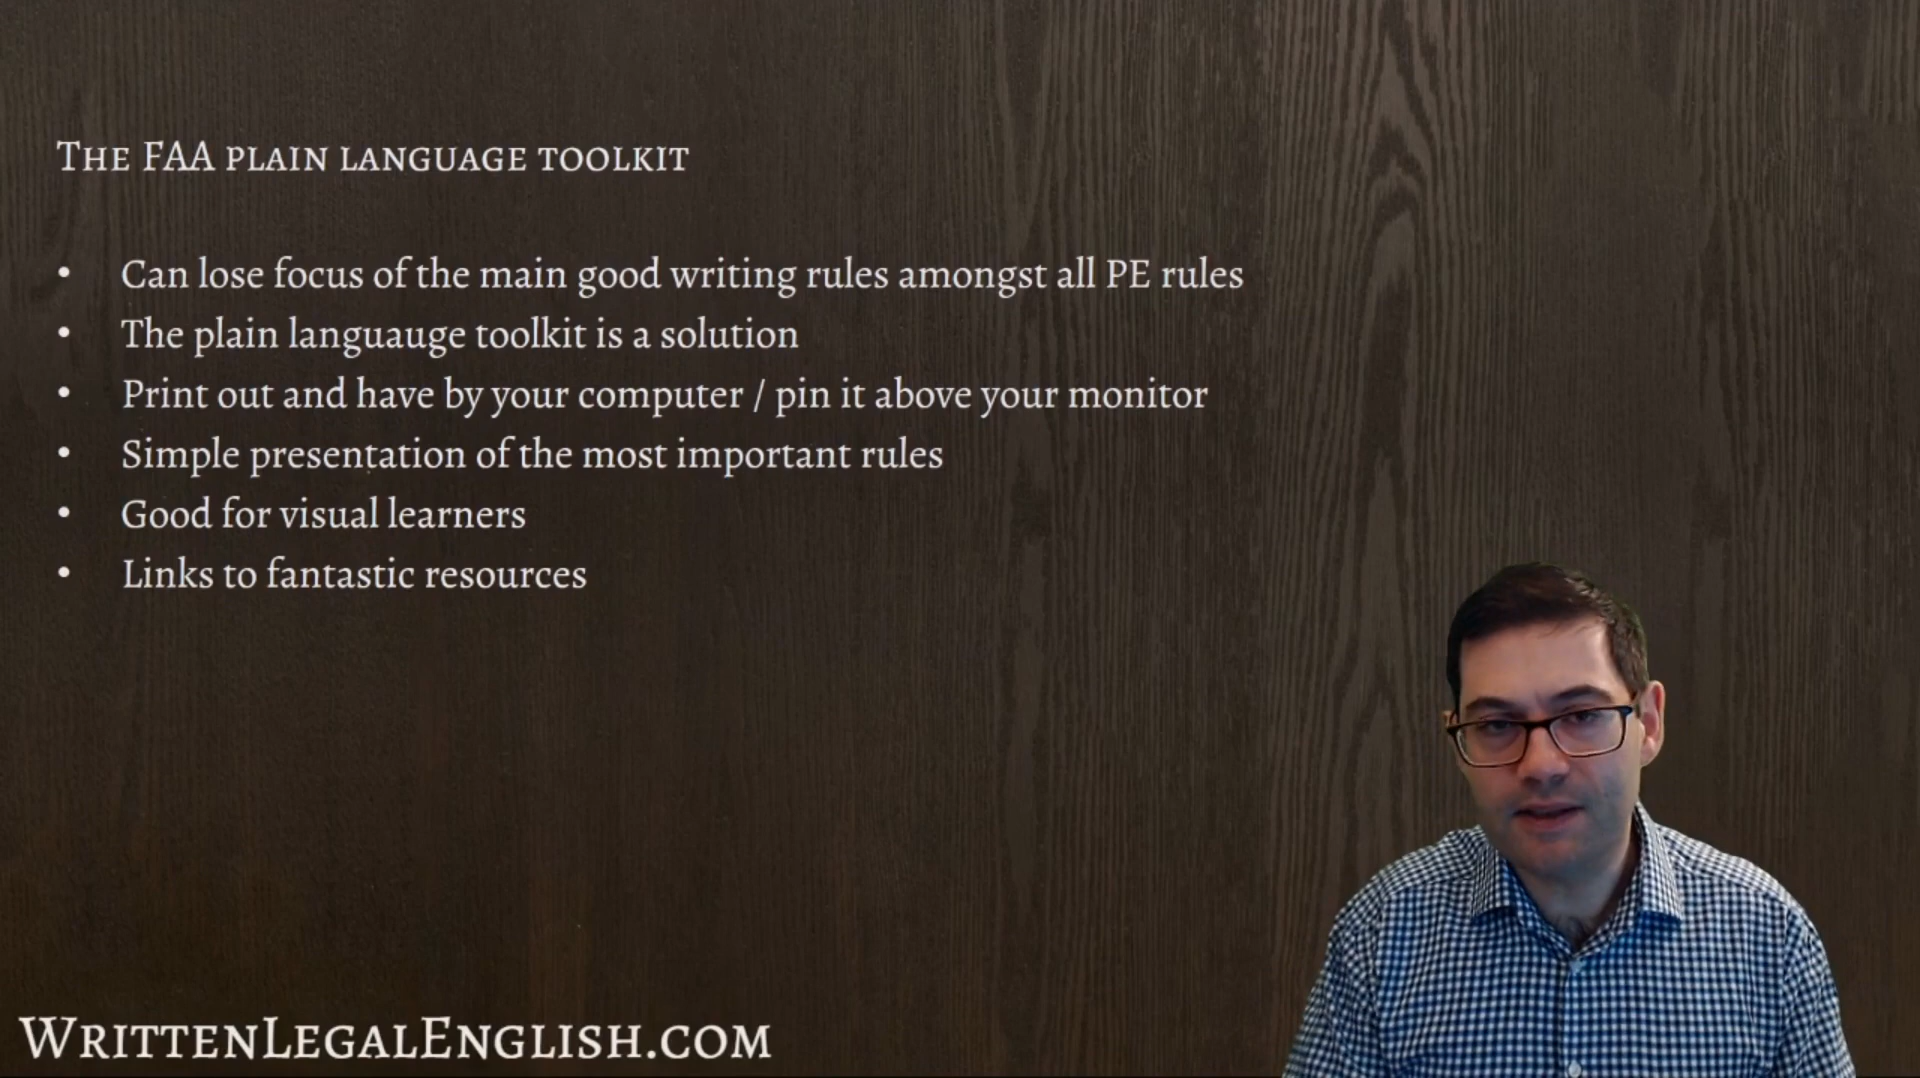 The FAA plain language toolkit
• Can lose focus of the main good writing rules amongst all PE rules
• The plain languauge toolkit is a solution
• Print out and have by your computer / pin it above your monitor
• Simple presentation of the most important rules
• Good for visual learners
• Links to fantastic resources
WrittenLegalEnglish.com